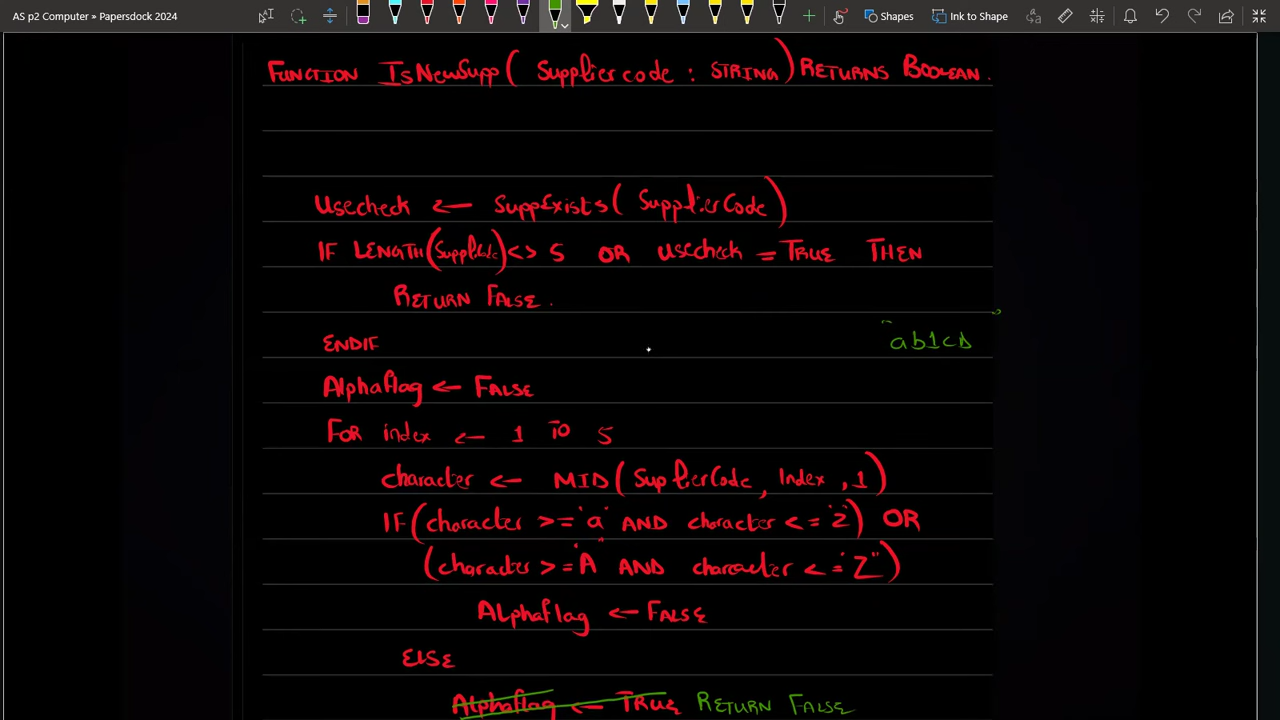 AS p2 Computer » Papersdock 2024
Shapes
Ink to Shape
FUNCTION IsNewSupp( Suppliercode : STRING) RETURNS BOOLEAN.
Usecheck ← SuppExists( SupplierCode )
IF LENGTH( ) <> 5 OR usecheck = TRUE THEN
RETURN FALSE.
ENDIF
"ab1cD"
Alphaflag ← FALSE
FOR index ← 1 TO 5
character ← MID( SupplierCode, Index, 1)
IF (character >= 'a' AND character <= 'z') OR
(character >= "A" AND character <= "Z")
Alphaflag ← FALSE
ELSE
Alphaflag ← TRUE RETURN FALSE